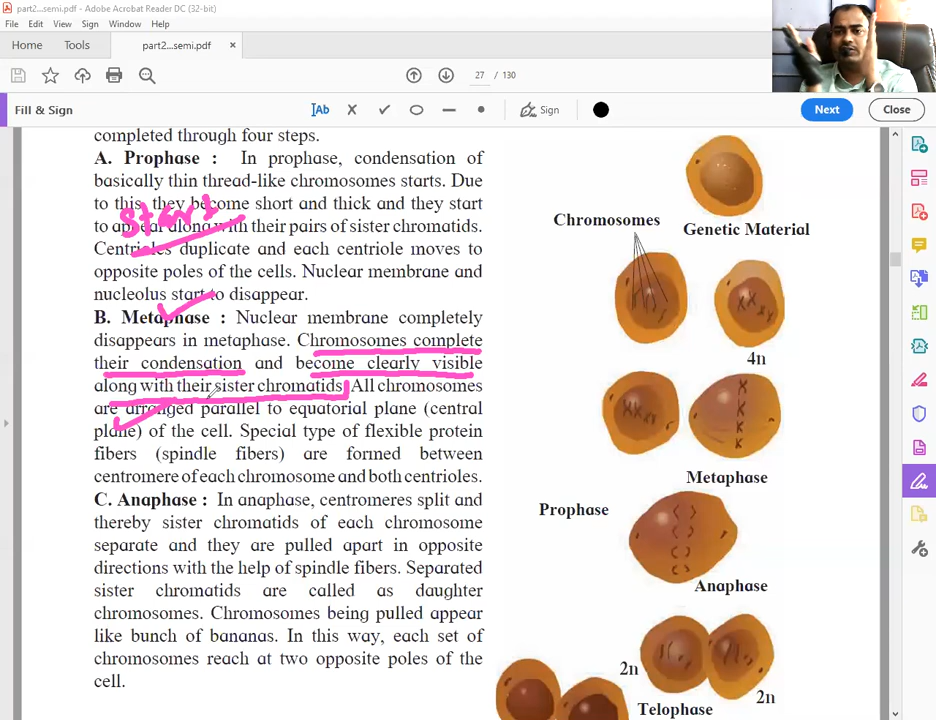 part2...semi.pdf - Adobe Acrobat Reader DC (32-bit)
File Edit View Sign Window Help
Home Tools part2...semi.pdf ×
27 / 130
Fill & Sign Ab Sign Next Close
completed through four steps.
A. Prophase : In prophase, condensation of
basically thin thread-like chromosomes starts. Due
to this, they become short and thick and they start
start
to appear along with their pairs of sister chromatids.
Centrioles duplicate and each centriole moves to
opposite poles of the cells. Nuclear membrane and
nucleolus start to disappear.
B. Metaphase : Nuclear membrane completely
disappears in metaphase. Chromosomes complete
their condensation and become clearly visible
along with their sister chromatids. All chromosomes
are arranged parallel to equatorial plane (central
plane) of the cell. Special type of flexible protein
fibers (spindle fibers) are formed between
centromere of each chromosome and both centrioles.
C. Anaphase : In anaphase, centromeres split and
thereby sister chromatids of each chromosome
separate and they are pulled apart in opposite
directions with the help of spindle fibers. Separated
sister chromatids are called as daughter
chromosomes. Chromosomes being pulled appear
like bunch of bananas. In this way, each set of
chromosomes reach at two opposite poles of the
cell.
Chromosomes
Genetic Material
4n
Metaphase
Prophase
Anaphase
2n
2n
Telophase